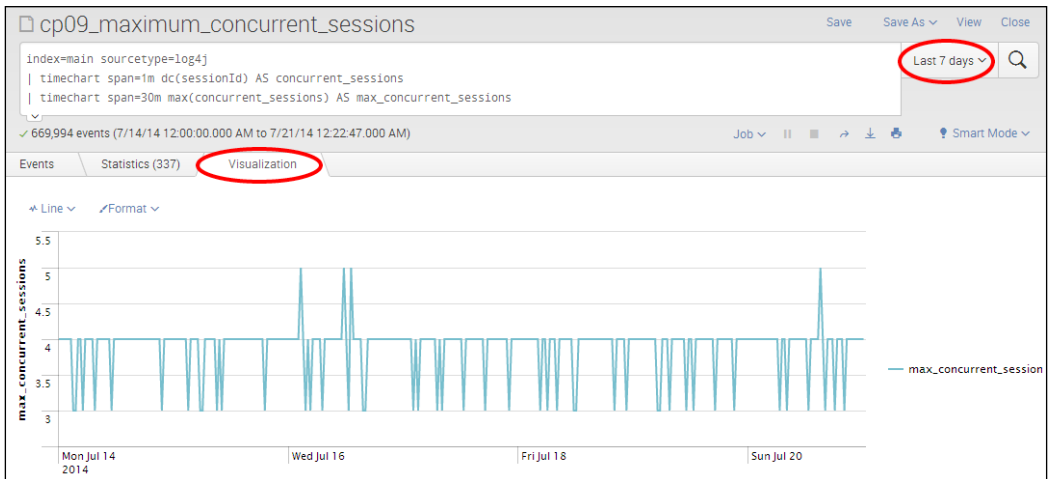 cp09_maximum_concurrent_sessions
Save Save As View Close
index=main sourcetype=log4j
| timechart span=1m dc(sessionId) AS concurrent_sessions
| timechart span=30m max(concurrent_sessions) AS max_concurrent_sessions
Last 7 days
669,994 events (7/14/14 12:00:00.000 AM to 7/21/14 12:22:47.000 AM)
Job Smart Mode
Events Statistics (337) Visualization
Line Format
max_concurrent_sessions
5.5
5
4.5
4
3.5
3
Mon Jul 14
2014
Wed Jul 16
Fri Jul 18
Sun Jul 20
max_concurrent_session